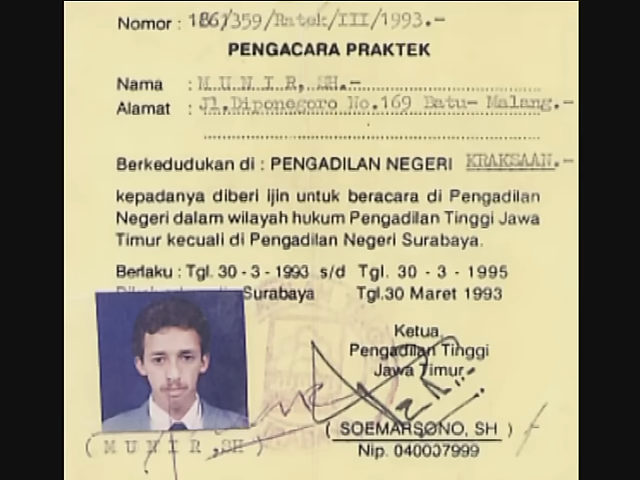 Nomor : 186/359/Ratek/III/1993.-
PENGACARA PRAKTEK
Nama : M U N I R, SH.-
Alamat : Jl.Diponegoro No.169 Batu- Malang.-
Berkedudukan di : PENGADILAN NEGERI KRAKSAAN.-
kepadanya diberi ijin untuk beracara di Pengadilan
Negeri dalam wilayah hukum Pengadilan Tinggi Jawa
Timur kecuali di Pengadilan Negeri Surabaya.
Berlaku : Tgl. 30 - 3 - 1993 s/d Tgl. 30 - 3 - 1995
Surabaya Tgl.30 Maret 1993
Ketua
Pengadilan Tinggi
Jawa Timur
( SOEMARSONO, SH )
Nip. 040037999
( M U N I R ,SH )